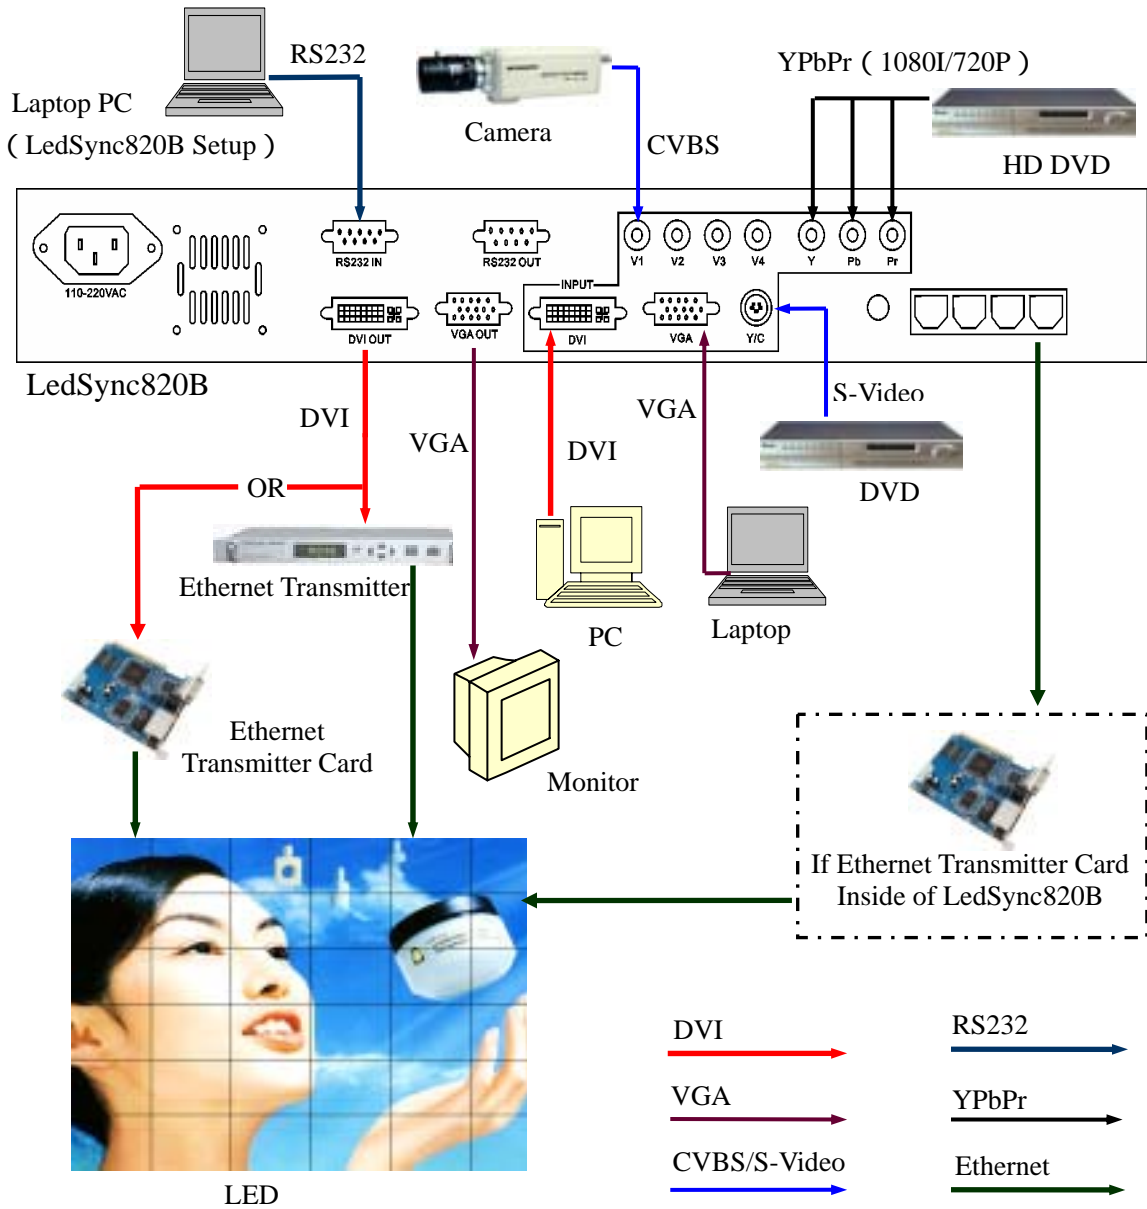 RS232
YPbPr ( 1080I/720P )
Laptop PC
( LedSync820B Setup )
Camera
CVBS
HD DVD
110-220VAC
RS232 IN
RS232 OUT
V1
V2
V3
V4
Y
Pb
Pr
INPUT
DVI OUT
VGA OUT
DVI
VGA
Y/C
LedSync820B
DVI
VGA
DVI
VGA
S-Video
DVD
OR
Ethernet Transmitter
PC
Laptop
Ethernet
Transmitter Card
Monitor
If Ethernet Transmitter Card
Inside of LedSync820B
LED
DVI
RS232
VGA
YPbPr
CVBS/S-Video
Ethernet